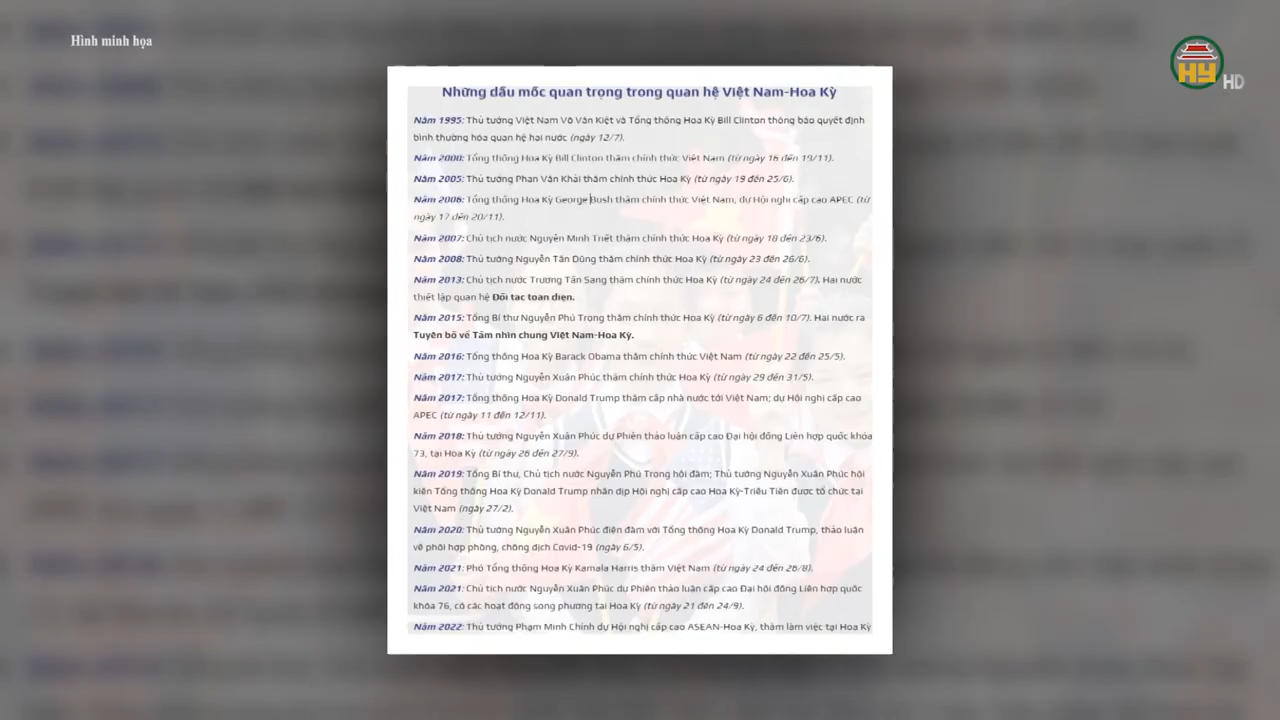 Hình minh họa
HY HD
Những dấu mốc quan trọng trong quan hệ Việt Nam-Hoa Kỳ
Năm 1995: Thủ tướng Việt Nam Võ Văn Kiệt và Tổng thống Hoa Kỳ Bill Clinton thông báo quyết định
bình thường hóa quan hệ hai nước (ngày 12/7).
Năm 2000: Tổng thống Hoa Kỳ Bill Clinton thăm chính thức Việt Nam (từ ngày 16 đến 19/11).
Năm 2005: Thủ tướng Phan Văn Khải thăm chính thức Hoa Kỳ (từ ngày 19 đến 25/6).
Năm 2006: Tổng thống Hoa Kỳ George Bush thăm chính thức Việt Nam, dự Hội nghị cấp cao APEC (từ
ngày 17 đến 20/11).
Năm 2007: Chủ tịch nước Nguyễn Minh Triết thăm chính thức Hoa Kỳ (từ ngày 18 đến 23/6).
Năm 2008: Thủ tướng Nguyễn Tấn Dũng thăm chính thức Hoa Kỳ (từ ngày 23 đến 26/6).
Năm 2013: Chủ tịch nước Trương Tấn Sang thăm chính thức Hoa Kỳ (từ ngày 24 đến 26/7). Hai nước
thiết lập quan hệ Đối tác toàn diện.
Năm 2015: Tổng Bí thư Nguyễn Phú Trọng thăm chính thức Hoa Kỳ (từ ngày 6 đến 10/7). Hai nước ra
Tuyên bố về Tầm nhìn chung Việt Nam-Hoa Kỳ.
Năm 2016: Tổng thống Hoa Kỳ Barack Obama thăm chính thức Việt Nam (từ ngày 22 đến 25/5).
Năm 2017: Thủ tướng Nguyễn Xuân Phúc thăm chính thức Hoa Kỳ (từ ngày 29 đến 31/5).
Năm 2017: Tổng thống Hoa Kỳ Donald Trump thăm cấp nhà nước tới Việt Nam; dự Hội nghị cấp cao
APEC (từ ngày 11 đến 12/11).
Năm 2018: Thủ tướng Nguyễn Xuân Phúc dự Phiên thảo luận cấp cao Đại hội đồng Liên hợp quốc khóa
73, tại Hoa Kỳ (từ ngày 26 đến 27/9).
Năm 2019: Tổng Bí thư, Chủ tịch nước Nguyễn Phú Trọng hội đàm; Thủ tướng Nguyễn Xuân Phúc hội
kiến Tổng thống Hoa Kỳ Donald Trump nhân dịp Hội nghị cấp cao Hoa Kỳ-Triều Tiên được tổ chức tại
Việt Nam (ngày 27/2).
Năm 2020: Thủ tướng Nguyễn Xuân Phúc điện đàm với Tổng thống Hoa Kỳ Donald Trump, thảo luận
về phối hợp phòng, chống dịch Covid-19 (ngày 6/5).
Năm 2021: Phó Tổng thống Hoa Kỳ Kamala Harris thăm Việt Nam (từ ngày 24 đến 26/8).
Năm 2021: Chủ tịch nước Nguyễn Xuân Phúc dự Phiên thảo luận cấp cao Đại hội đồng Liên hợp quốc
khóa 76, có các hoạt động song phương tại Hoa Kỳ (từ ngày 21 đến 24/9).
Năm 2022: Thủ tướng Phạm Minh Chính dự Hội nghị cấp cao ASEAN-Hoa Kỳ, thăm làm việc tại Hoa Kỳ